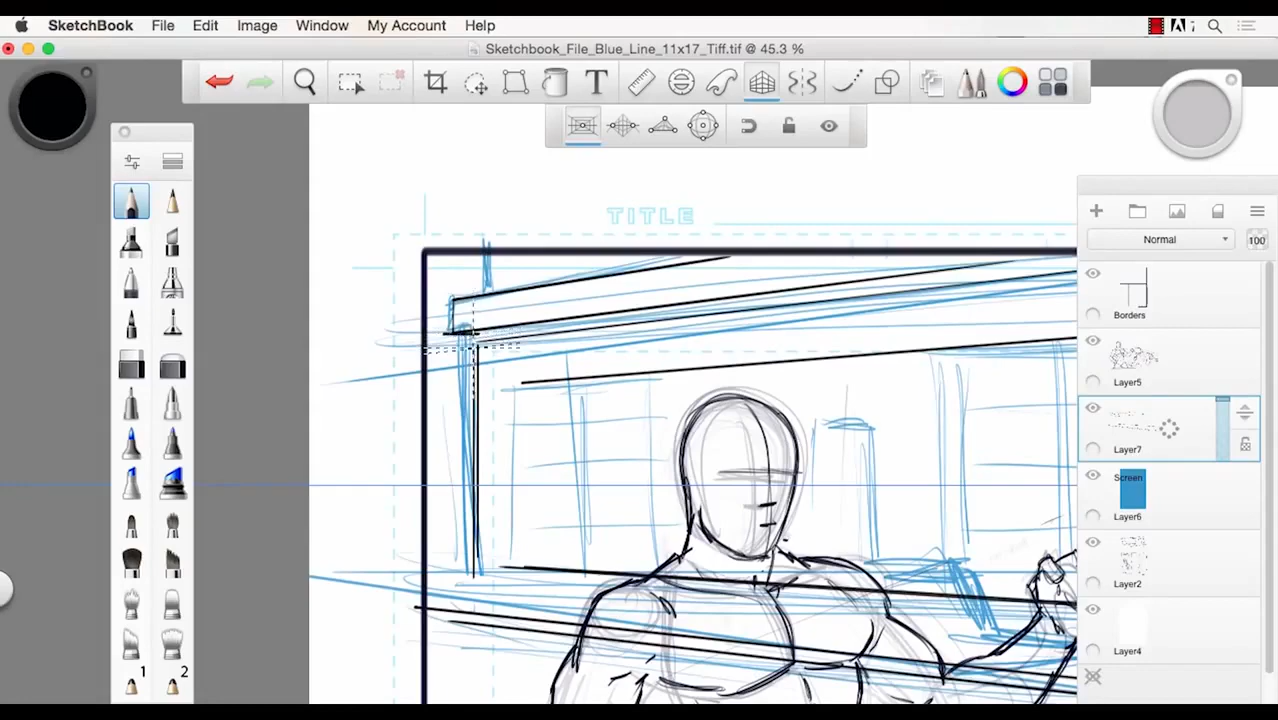 SketchBook File Edit Image Window My Account Help
Sketchbook_File_Blue_Line_11x17_Tiff.tif @ 45.3 %
T
TITLE
Normal
100
Borders
Layer5
Layer7
Screen
Layer6
Layer2
Layer4
1
2